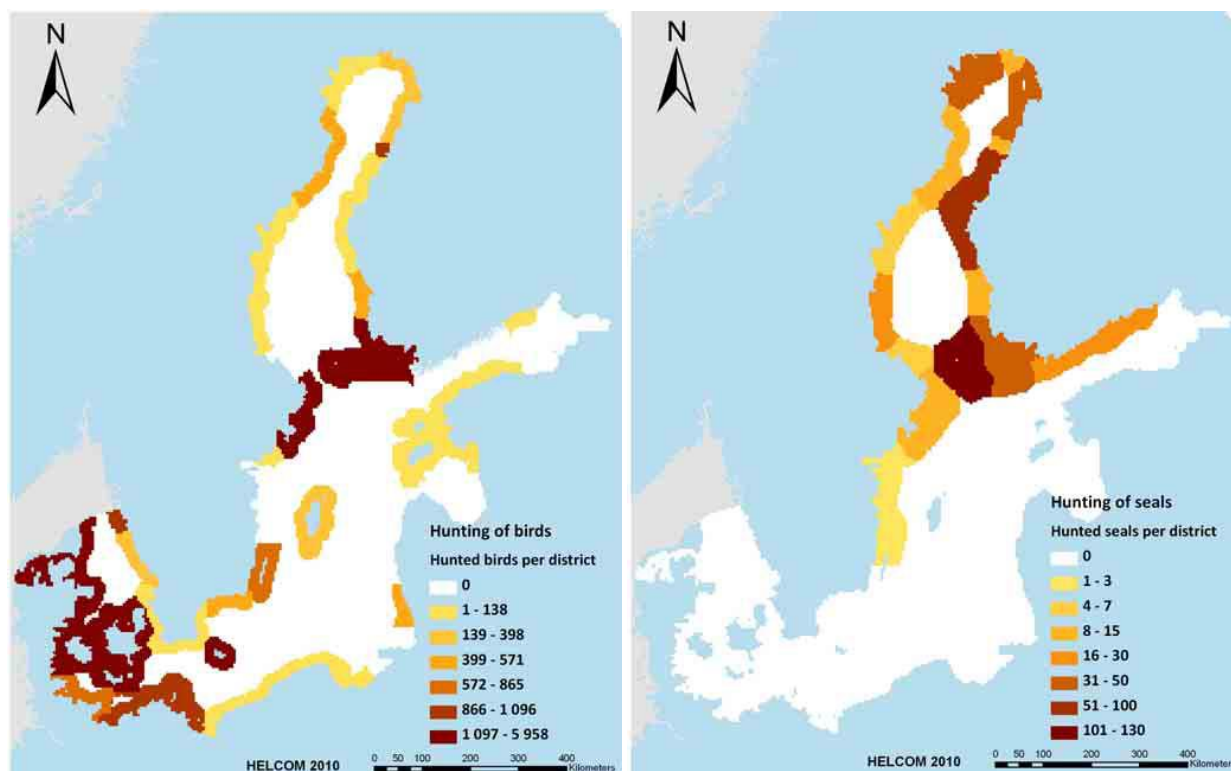 N
Hunting of birds
Hunted birds per district
0
1 - 138
139 - 398
399 - 571
572 - 865
866 - 1 096
1 097 - 5 958
HELCOM 2010
0 50 100 200 300 400
Kilometers
N
Hunting of seals
Hunted seals per district
0
1 - 3
4 - 7
8 - 15
16 - 30
31 - 50
51 - 100
101 - 130
HELCOM 2010
0 50 100 200 300 400
Kilometers